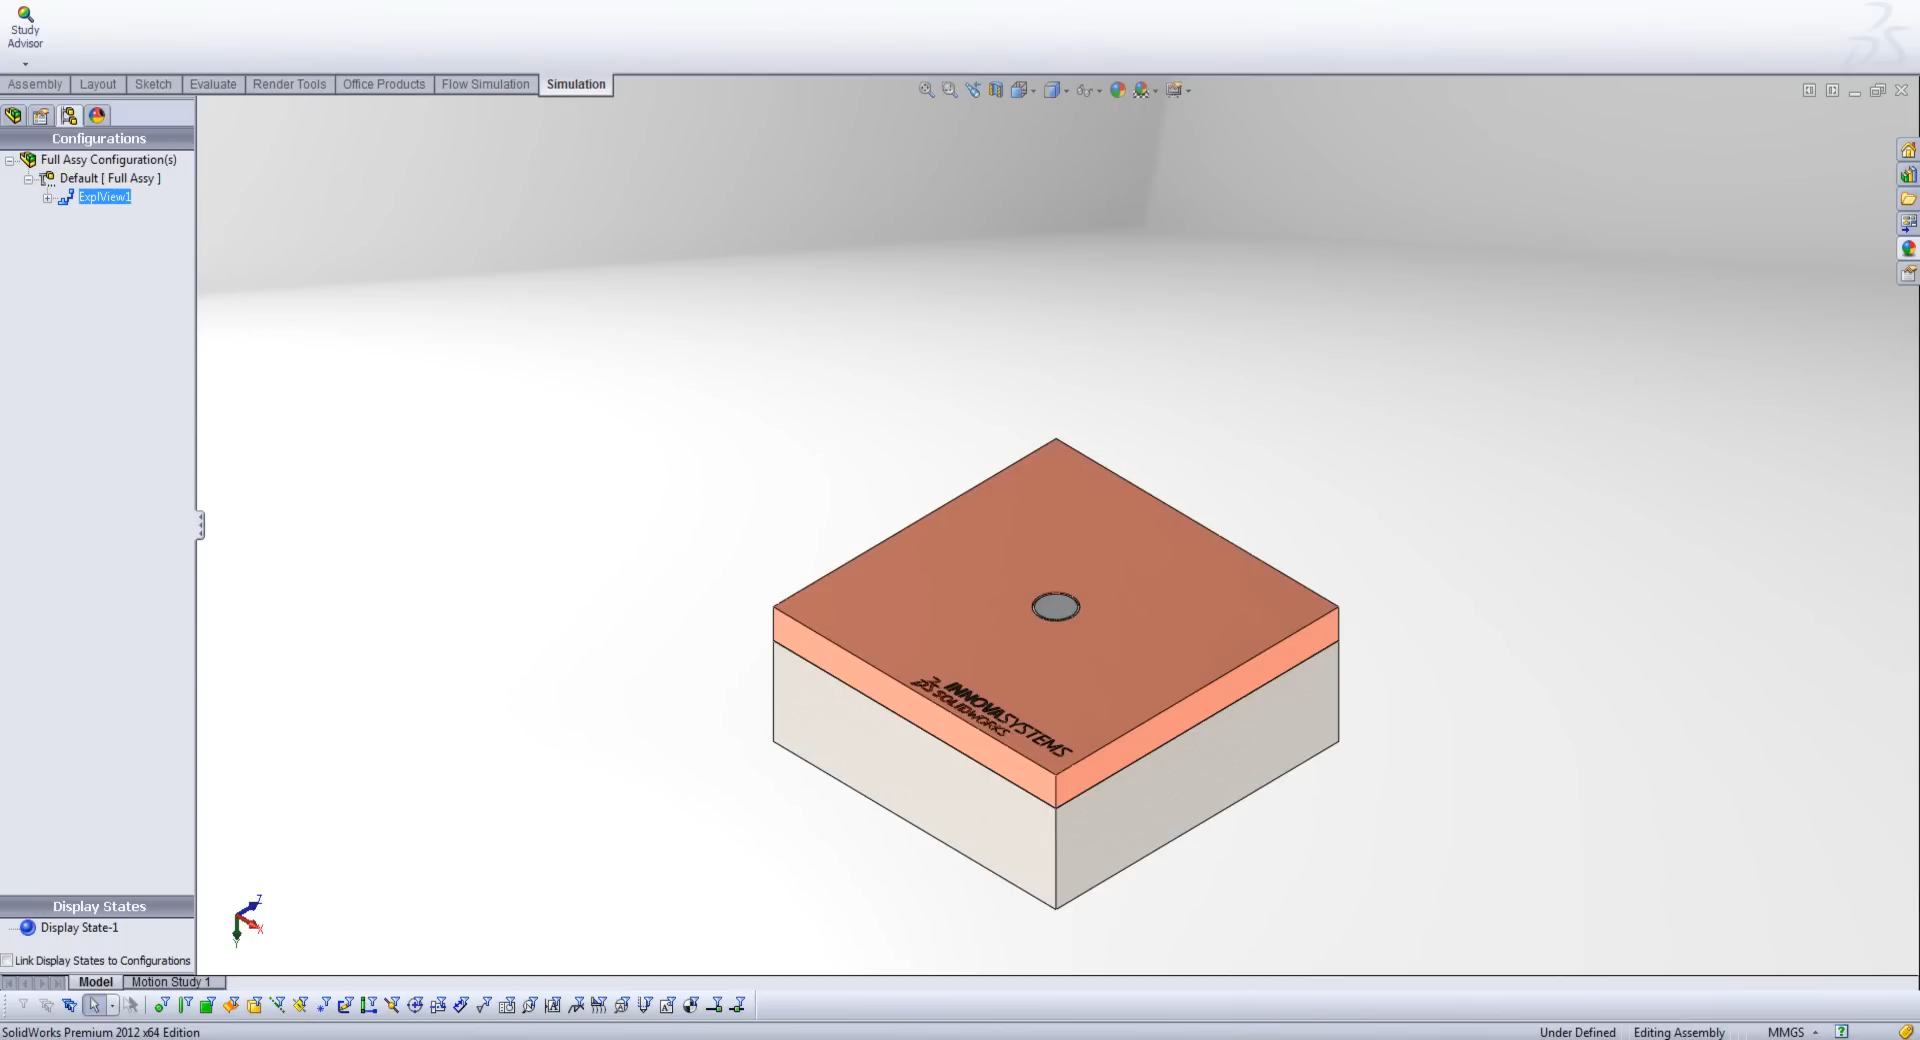 Study
Advisor
Assembly
Layout
Sketch
Evaluate
Render Tools
Office Products
Flow Simulation
Simulation
Configurations
Full Assy Configuration(s)
Default [ Full Assy ]
ExplView1
INNOVASYSTEMS
SOLIDWORKS
Z
X
Y
Display States
Display State-1
Link Display States to Configurations
Model
Motion Study 1
SolidWorks Premium 2012 x64 Edition
Under Defined
Editing Assembly
MMGS